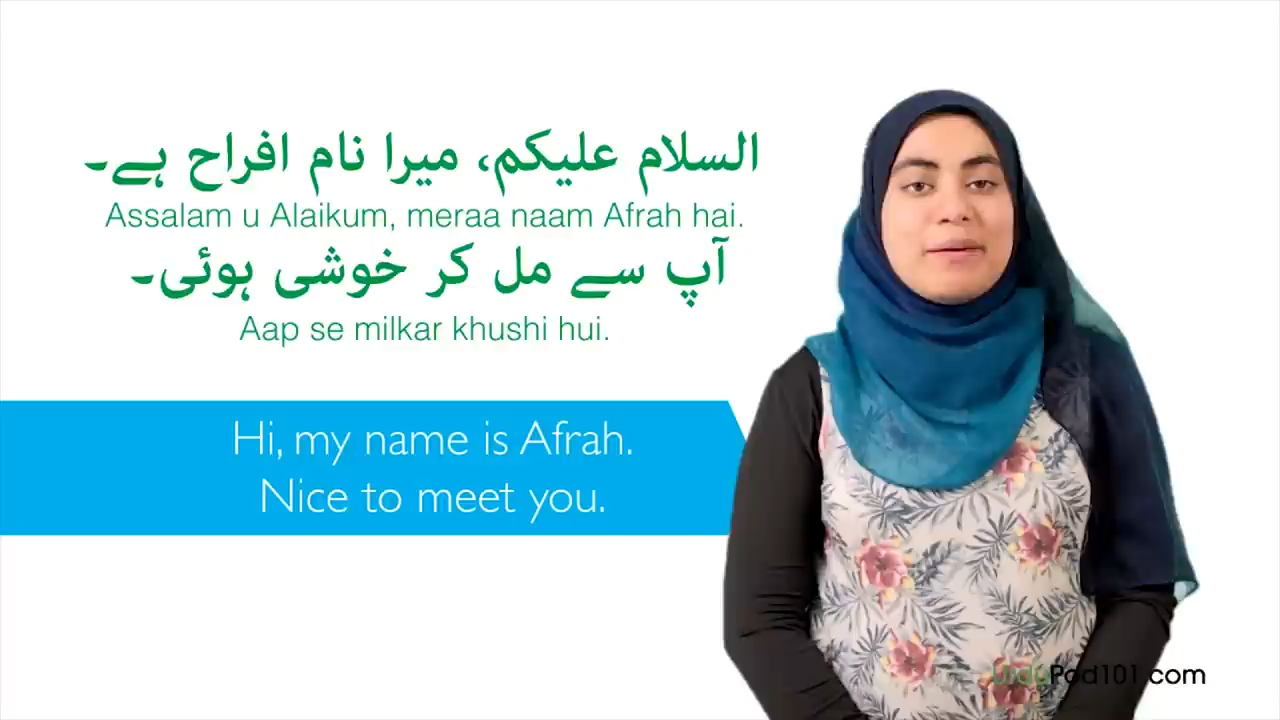 السلام علیکم، میرا نام افراح ہے۔
Assalam u Alaikum, meraa naam Afrah hai.
آپ سے مل کر خوشی ہوئی۔
Aap se milkar khushi hui.
Hi, my name is Afrah.
Nice to meet you.
UrduPod101.com